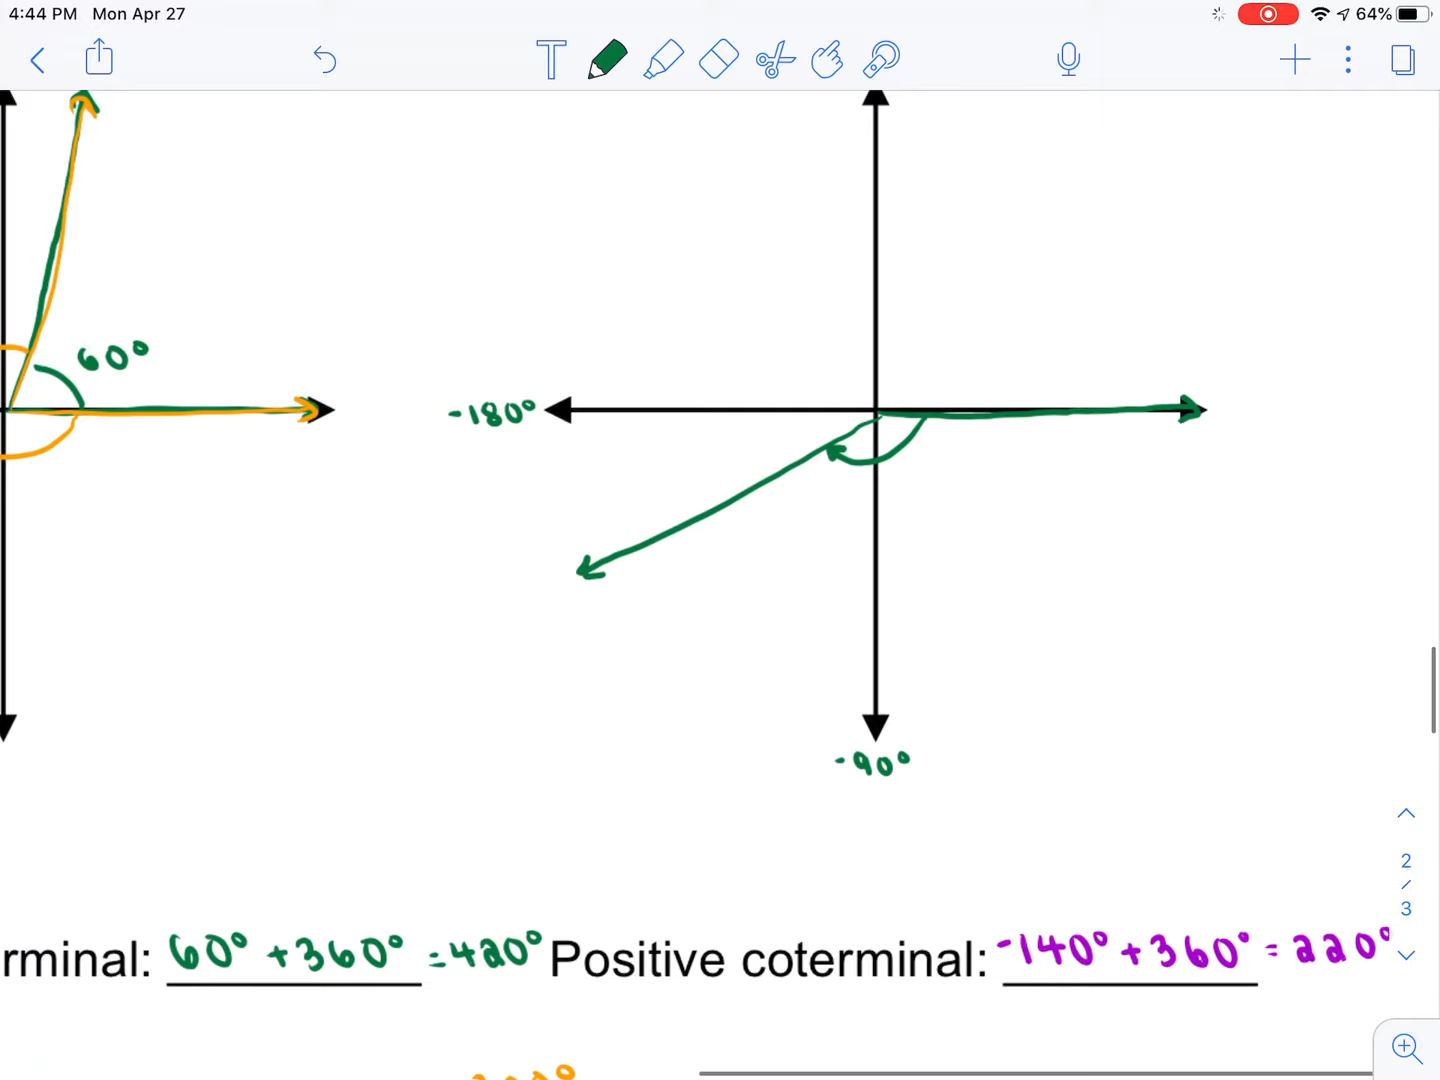 4:44 PM Mon Apr 27
64%
T
60°
-180°
-90°
2
/
3
rminal: 60° +360° =420° Positive coterminal: -140° +360° = 220°